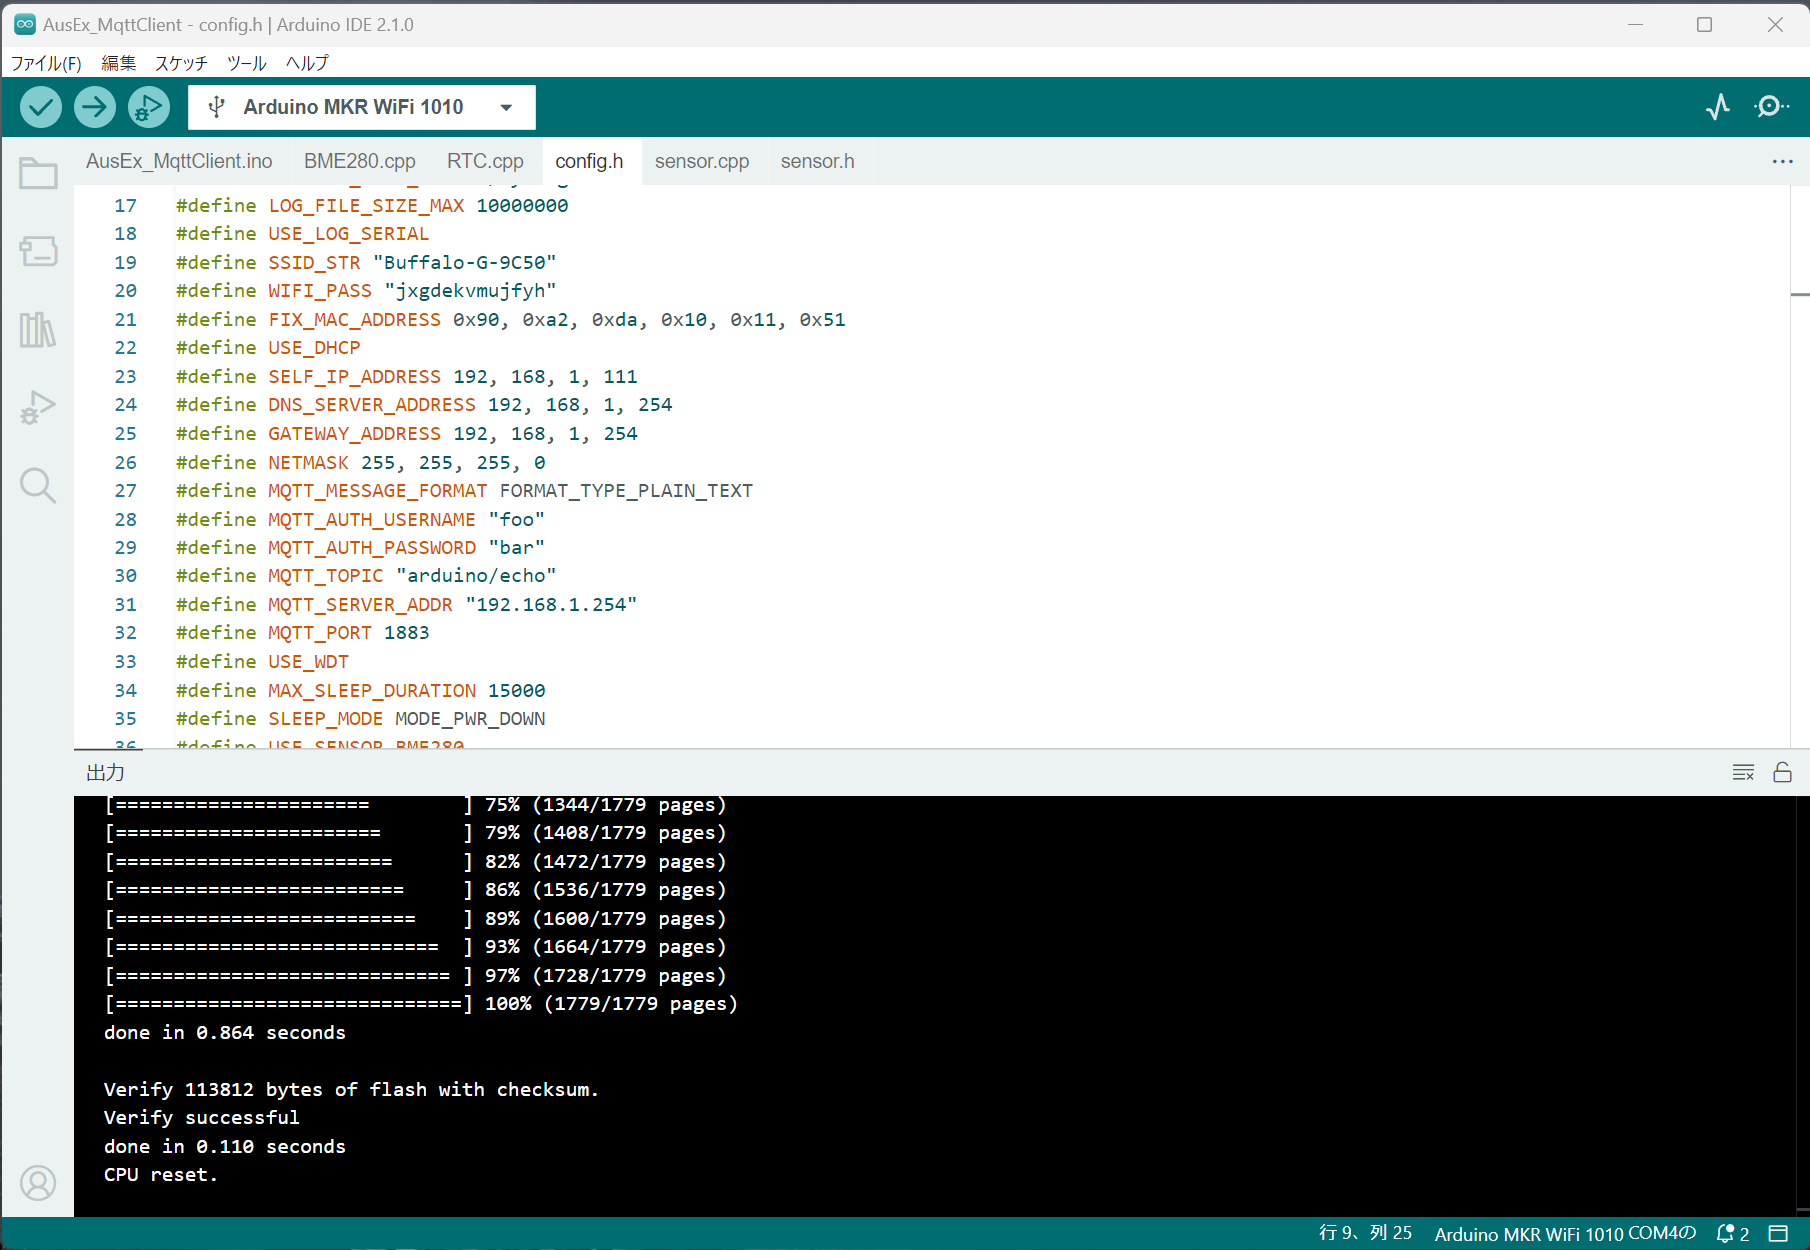 AusEx_MqttClient - config.h | Arduino IDE 2.1.0
ファイル(F) 編集 スケッチ ツール ヘルプ
Arduino MKR WiFi 1010
AusEx_MqttClient.ino BME280.cpp RTC.cpp config.h sensor.cpp sensor.h ...
17 #define LOG_FILE_SIZE_MAX 10000000
18 #define USE_LOG_SERIAL
19 #define SSID_STR "Buffalo-G-9C50"
20 #define WIFI_PASS "jxgdekvmujfyh"
21 #define FIX_MAC_ADDRESS 0x90, 0xa2, 0xda, 0x10, 0x11, 0x51
22 #define USE_DHCP
23 #define SELF_IP_ADDRESS 192, 168, 1, 111
24 #define DNS_SERVER_ADDRESS 192, 168, 1, 254
25 #define GATEWAY_ADDRESS 192, 168, 1, 254
26 #define NETMASK 255, 255, 255, 0
27 #define MQTT_MESSAGE_FORMAT FORMAT_TYPE_PLAIN_TEXT
28 #define MQTT_AUTH_USERNAME "foo"
29 #define MQTT_AUTH_PASSWORD "bar"
30 #define MQTT_TOPIC "arduino/echo"
31 #define MQTT_SERVER_ADDR "192.168.1.254"
32 #define MQTT_PORT 1883
33 #define USE_WDT
34 #define MAX_SLEEP_DURATION 15000
35 #define SLEEP_MODE MODE_PWR_DOWN
36 #define USE_SENSOR_BME280
出力
[====================== ] 75% (1344/1779 pages)
[======================= ] 79% (1408/1779 pages)
[======================== ] 82% (1472/1779 pages)
[========================= ] 86% (1536/1779 pages)
[========================== ] 89% (1600/1779 pages)
[============================ ] 93% (1664/1779 pages)
[============================= ] 97% (1728/1779 pages)
[==============================] 100% (1779/1779 pages)
done in 0.864 seconds
Verify 113812 bytes of flash with checksum.
Verify successful
done in 0.110 seconds
CPU reset.
行 9、列 25 Arduino MKR WiFi 1010 COM4の 2